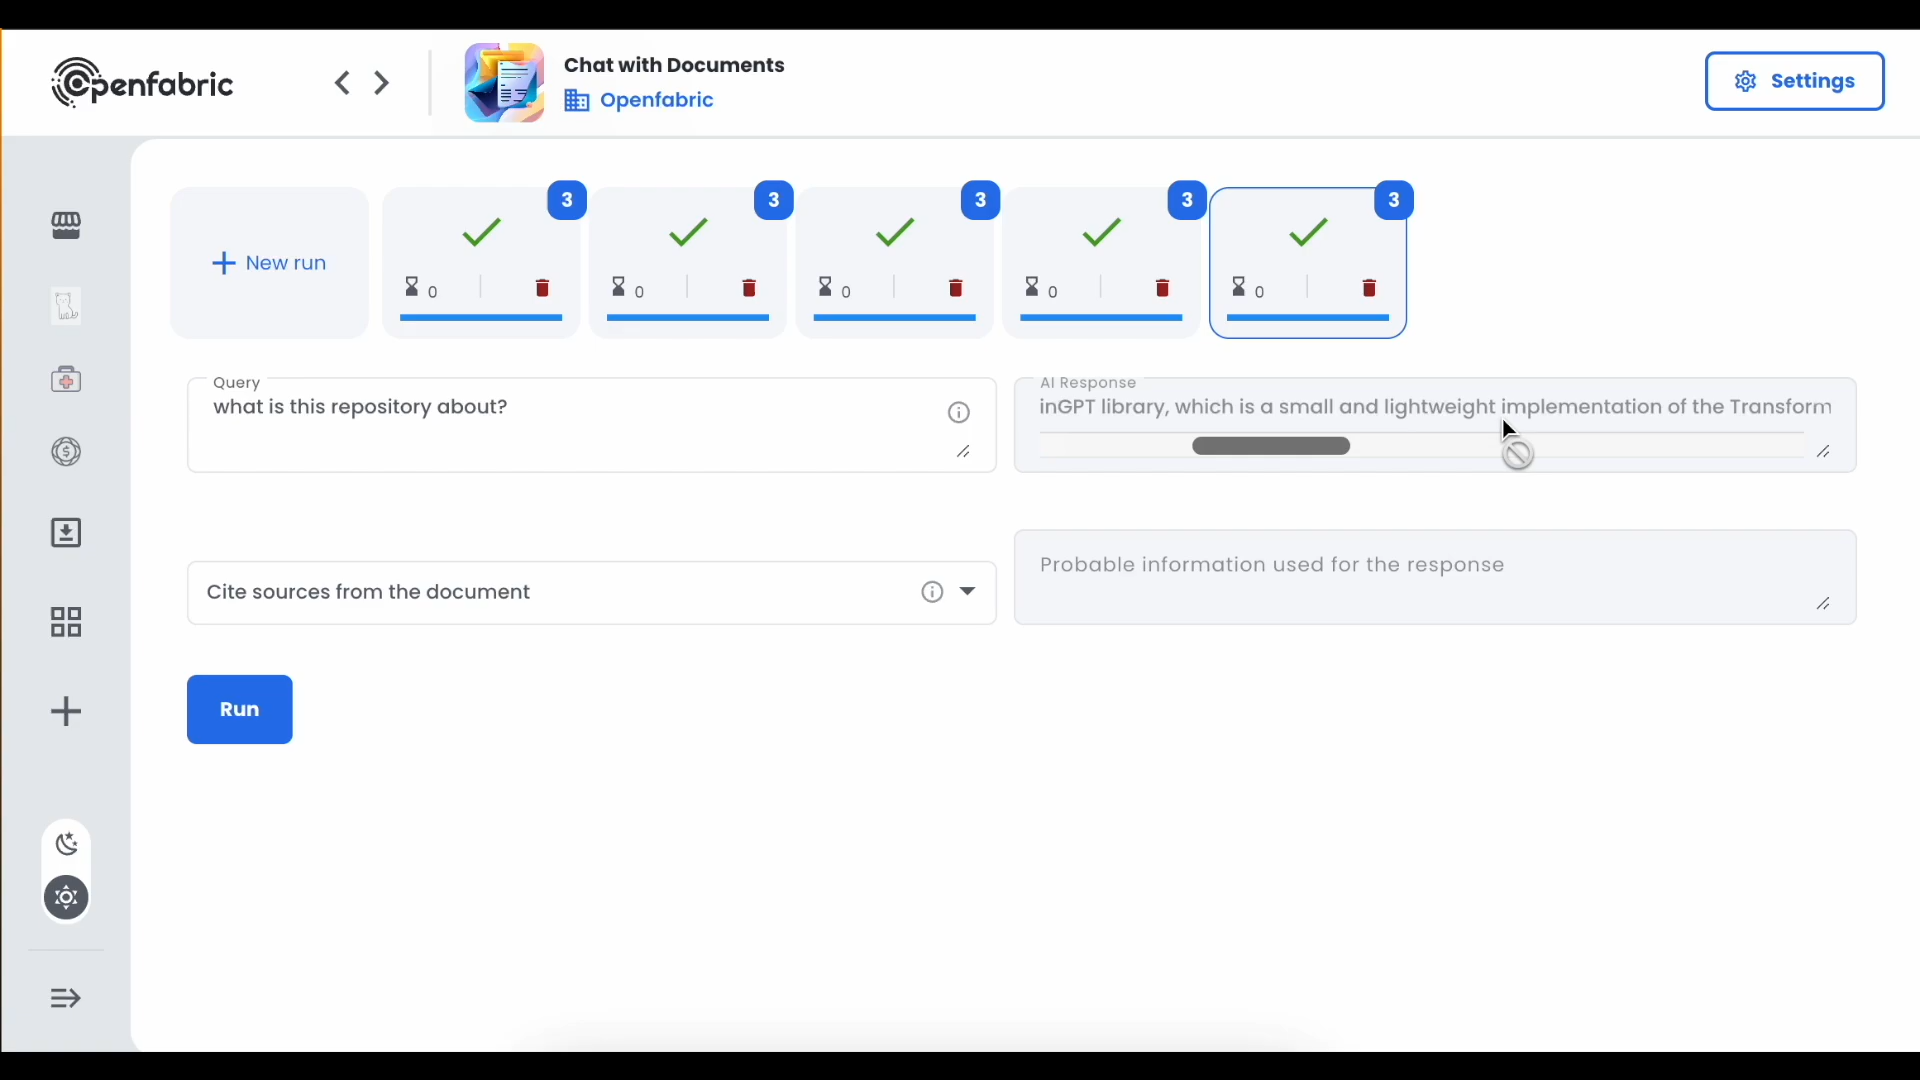 Openfabric
Chat with Documents
Openfabric
Settings
New run
3
3
3
3
3
0
0
0
0
0
Query
what is this repository about?
AI Response
inGPT library, which is a small and lightweight implementation of the Transform
Cite sources from the document
Probable information used for the response
Run